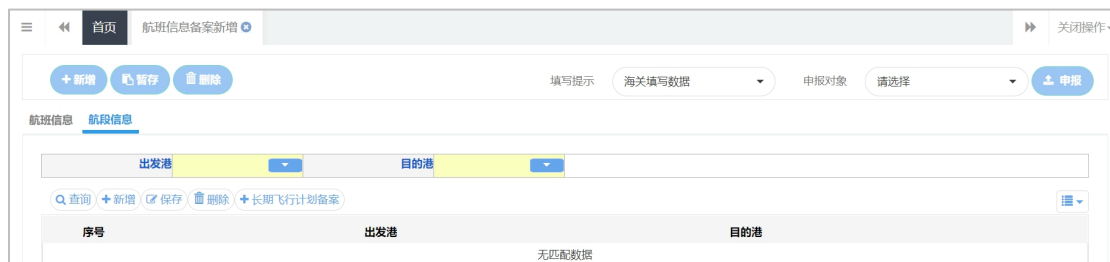 首页 航班信息备案新增 关闭操作
新增 暂存 删除 填写提示 海关填写数据 申报对象 请选择 申报
航班信息 航段信息
出发港 目的港
查询 新增 保存 删除 长期飞行计划备案
序号 出发港 目的港
无匹配数据